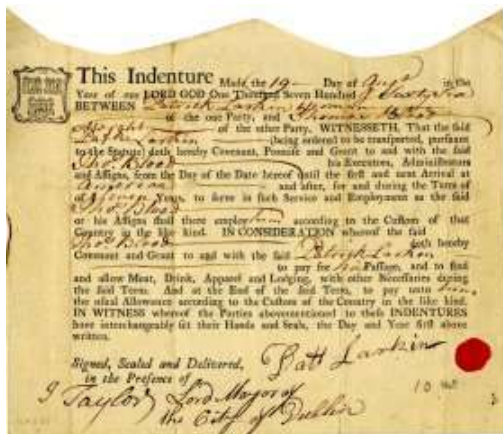 This Indenture Made the 19 Day of in the
Year of our LORD GOD One Thousand Seven Hundred & Sixty
BETWEEN Patrick Larkin
of the one Party, and Thomas Blood
of the other Party, WITNESSETH, That the said
Patk Larkin (being ordered to be transported, pursuant
to the Statute) doth hereby Covenant, Promise and Grant to and with the said
Thos Blood his Executors, Administrators
and Assigns, from the Day of the Date hereof until the first and next Arrival at
American and after, for and during the Term of
of Seven Years, to serve in such Service and Employment as the said
Thos Blood
or his Assigns shall there employ him according to the Custom of that
Country in the like kind. IN CONSIDERATION whereof the said
Thos Blood doth hereby
Covenant and Grant to and with the said Patrick Larkin
to pay for his Passage, and to find
and allow Meat, Drink, Apparel and Lodging, with other Necessaries during
the said Term. And at the End of the said Term, to pay unto him
the usual Allowance according to the Custom of the Country in the like kind.
IN WITNESS whereof the Parties abovementioned to these INDENTURES
have interchangeably set their Hands and Seals, the Day and Year first above
written.
Signed, Sealed and Delivered,
in the Presence of
Patt Larkin
J Taylor Lord Mayor of
the City of Dublin
10